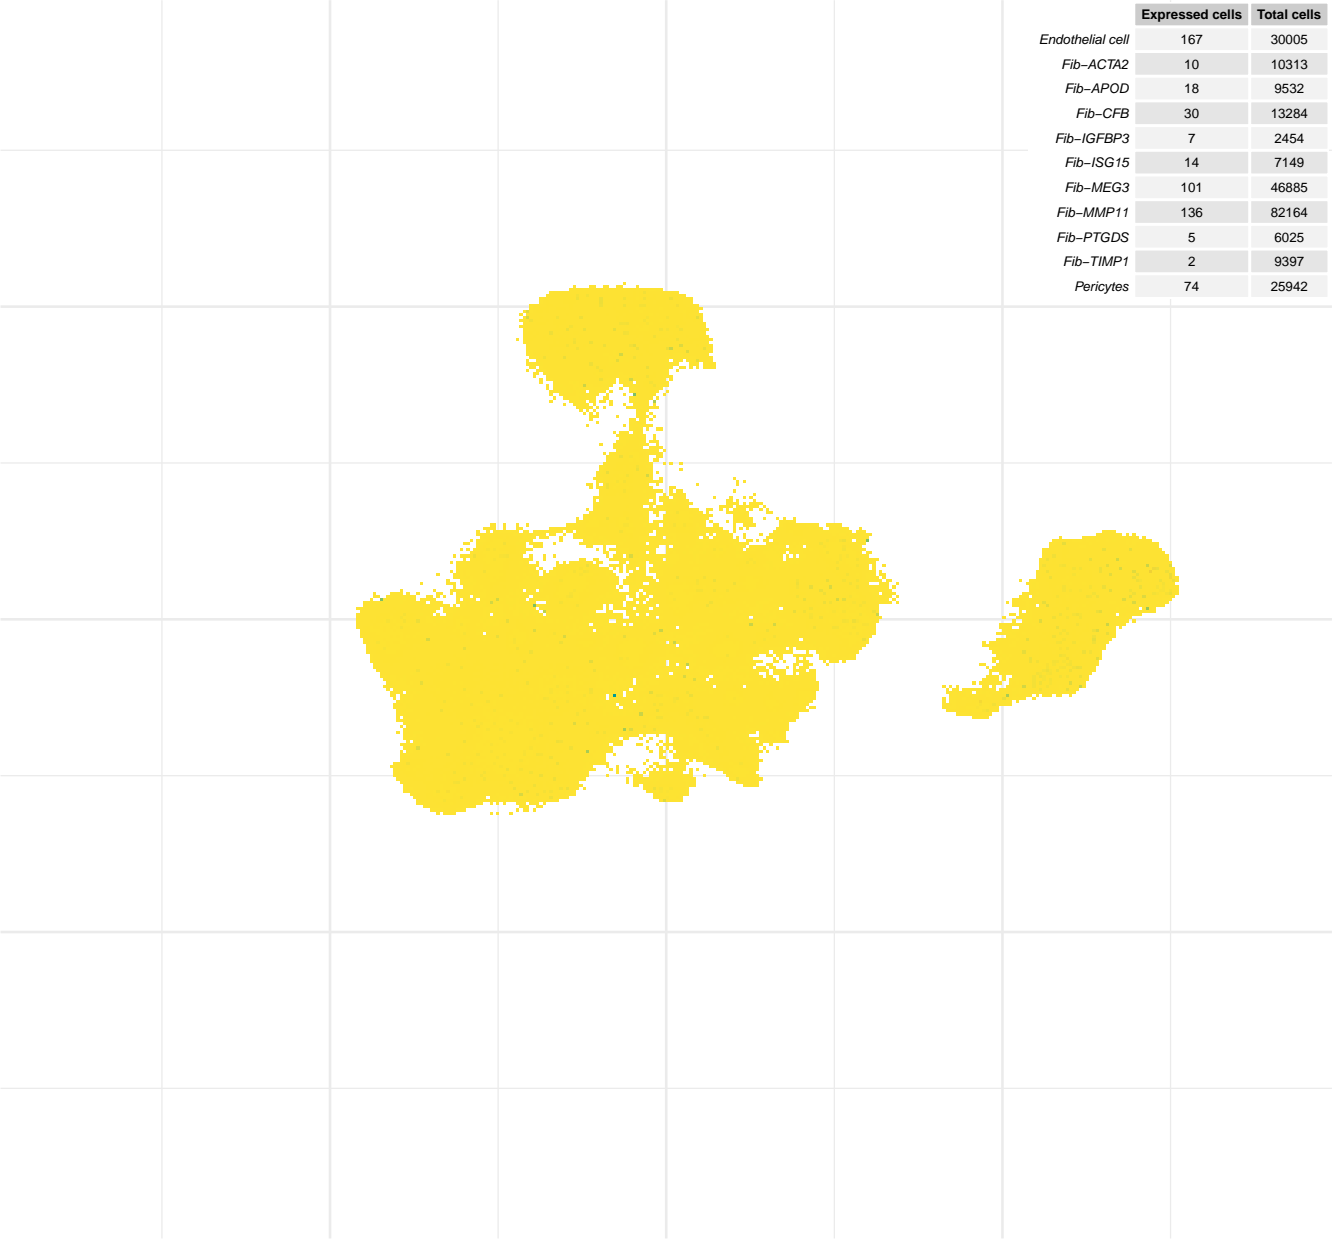 Expressed cells Total cells
Endothelial cell 167 30005
Fib−ACTA2 10 10313
Fib−APOD 18 9532
Fib−CFB 30 13284
Fib−IGFBP3 7 2454
Fib−ISG15 14 7149
Fib−MEG3 101 46885
Fib−MMP11 136 82164
Fib−PTGDS 5 6025
Fib−TIMP1 2 9397
Pericytes 74 25942